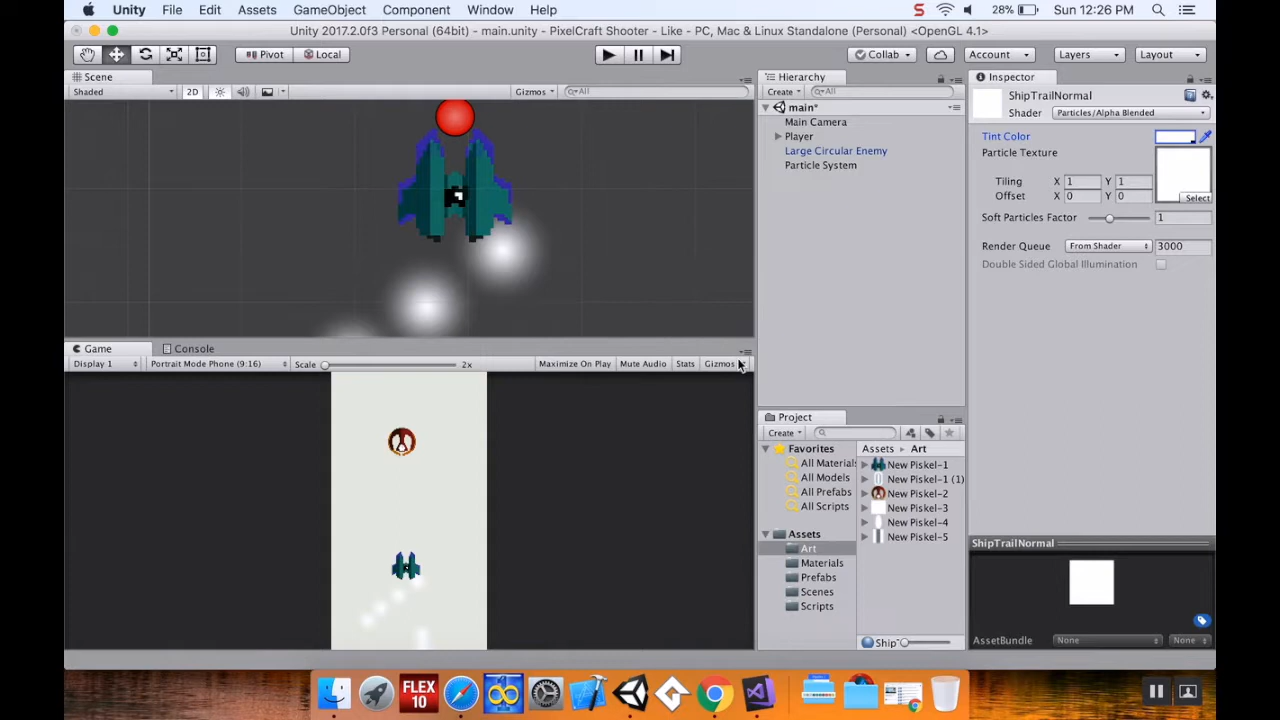 Unity File Edit Assets GameObject Component Window Help 28% Sun 12:26 PM
Unity 2017.2.0f3 Personal (64bit) - main.unity - PixelCraft Shooter - Like - PC, Mac & Linux Standalone (Personal) <OpenGL 4.1>
Pivot Local Collab Account Layers Layout
Scene
Shaded 2D Gizmos All
Hierarchy
Create All
main*
Main Camera
Player
Large Circular Enemy
Particle System
Inspector
ShipTrailNormal
Shader Particles/Alpha Blended
Tint Color
Particle Texture
Tiling X 1 Y 1
Offset X 0 Y 0
Select
Soft Particles Factor 1
Render Queue From Shader 3000
Double Sided Global Illumination
Game Console
Display 1 Portrait Mode Phone (9:16) Scale 2x Maximize On Play Mute Audio Stats Gizmos
Project
Create
Favorites
All Materials
All Models
All Prefabs
All Scripts
Assets
Art
Materials
Prefabs
Scenes
Scripts
Assets Art
New Piskel-1
New Piskel-1 (1)
New Piskel-2
New Piskel-3
New Piskel-4
New Piskel-5
Ship
ShipTrailNormal
AssetBundle None None
FLEX
10